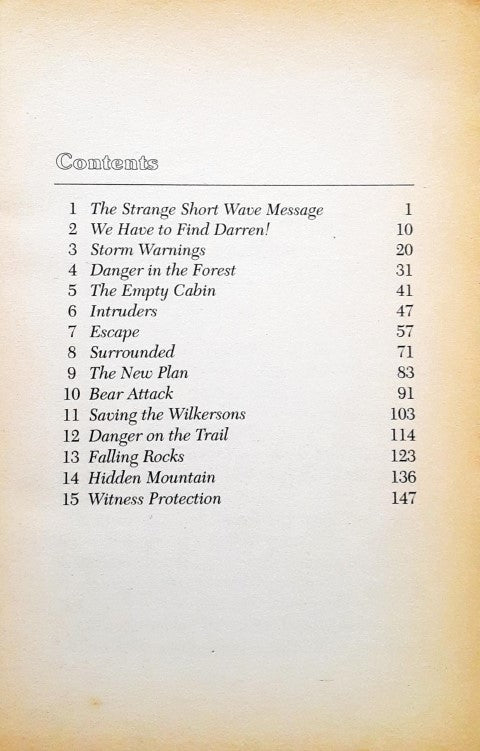 Contents
1 The Strange Short Wave Message 1
2 We Have to Find Darren! 10
3 Storm Warnings 20
4 Danger in the Forest 31
5 The Empty Cabin 41
6 Intruders 47
7 Escape 57
8 Surrounded 71
9 The New Plan 83
10 Bear Attack 91
11 Saving the Wilkersons 103
12 Danger on the Trail 114
13 Falling Rocks 123
14 Hidden Mountain 136
15 Witness Protection 147